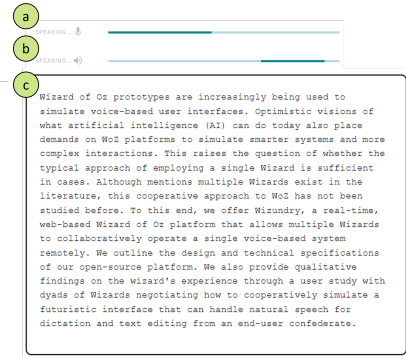 a
SPEAKING...
b
SPEAKING...
c
Wizard of Oz prototypes are increasingly being used to
simulate voice-based user interfaces. Optimistic visions of
what artificial intelligence (AI) can do today also place
demands on WoZ platforms to simulate smarter systems and more
complex interactions. This raises the question of whether the
typical approach of employing a single Wizard is sufficient
in cases. Although mentions multiple Wizards exist in the
literature, this cooperative approach to WoZ has not been
studied before. To this end, we offer Wizundry, a real-time,
web-based Wizard of Oz platform that allows multiple Wizards
to collaboratively operate a single voice-based system
remotely. We outline the design and technical specifications
of our open-source platform. We also provide qualitative
findings on the wizard's experience through a user study with
dyads of Wizards negotiating how to cooperatively simulate a
futuristic interface that can handle natural speech for
dictation and text editing from an end-user confederate.